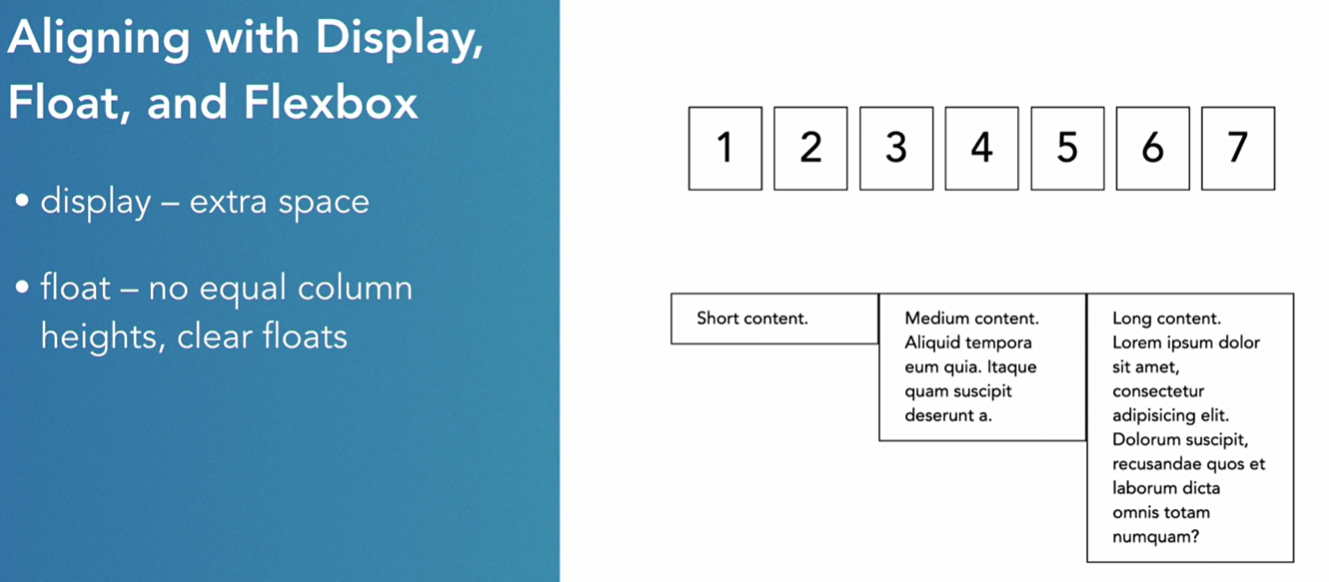 Aligning with Display,
Float, and Flexbox
• display – extra space
• float – no equal column
heights, clear floats
1 2 3 4 5 6 7
Short content.
Medium content.
Aliquid tempora
eum quia. Itaque
quam suscipit
deserunt a.
Long content.
Lorem ipsum dolor
sit amet,
consectetur
adipisicing elit.
Dolorum suscipit,
recusandae quos et
laborum dicta
omnis totam
numquam?